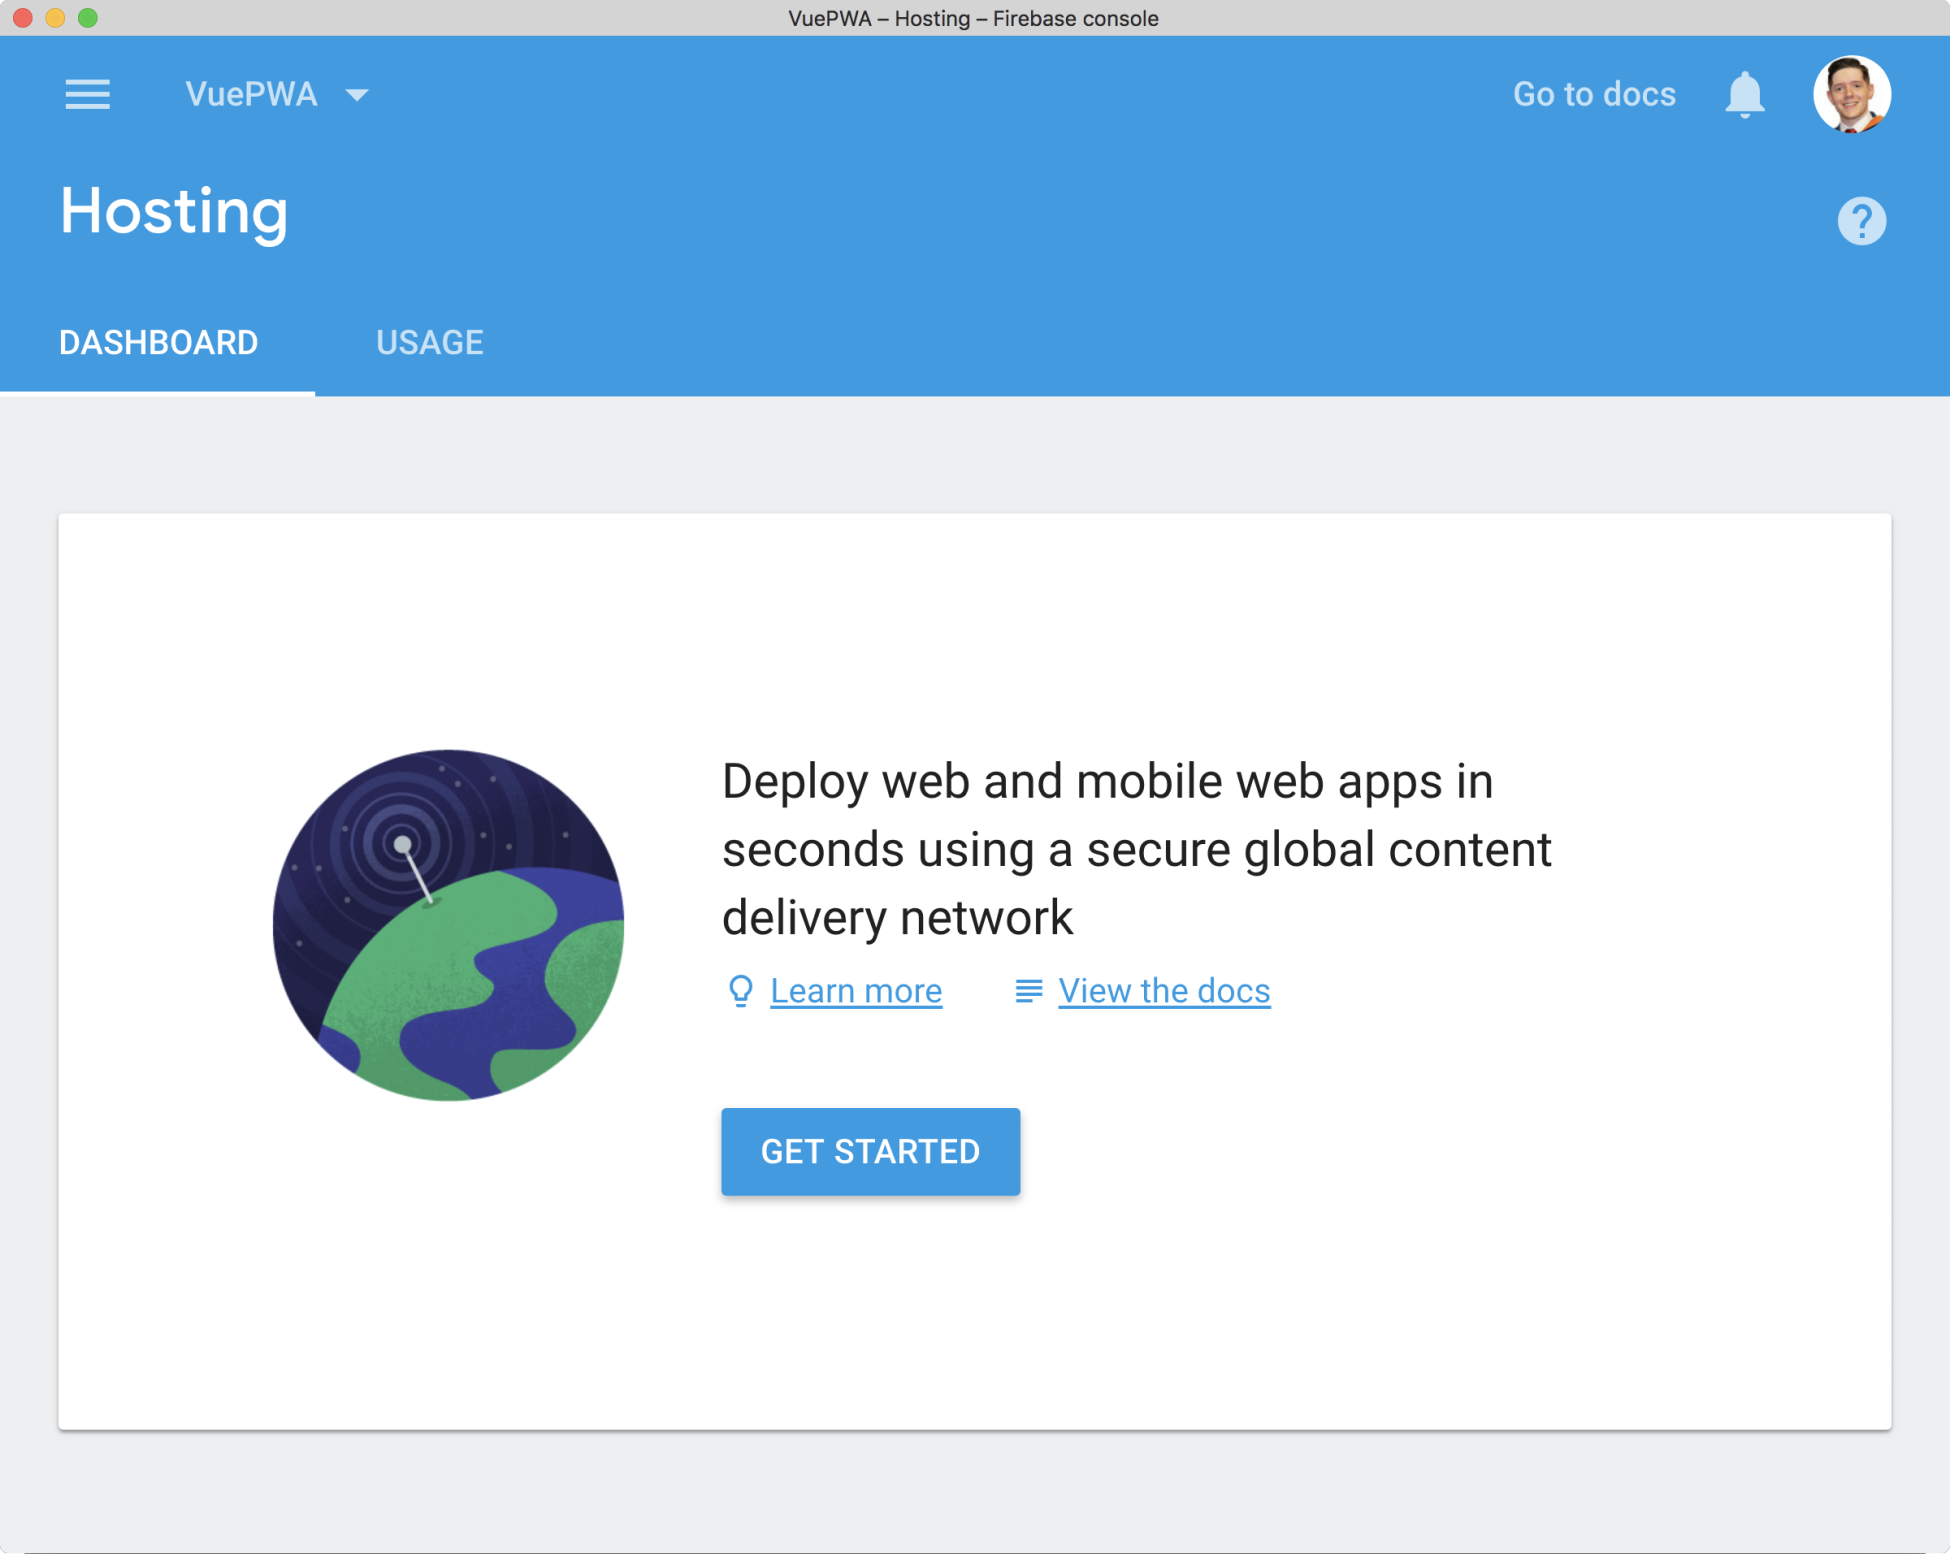 VuePWA – Hosting – Firebase console
VuePWA
Go to docs
Hosting
?
DASHBOARD
USAGE
Deploy web and mobile web apps in
seconds using a secure global content
delivery network
Learn more
View the docs
GET STARTED